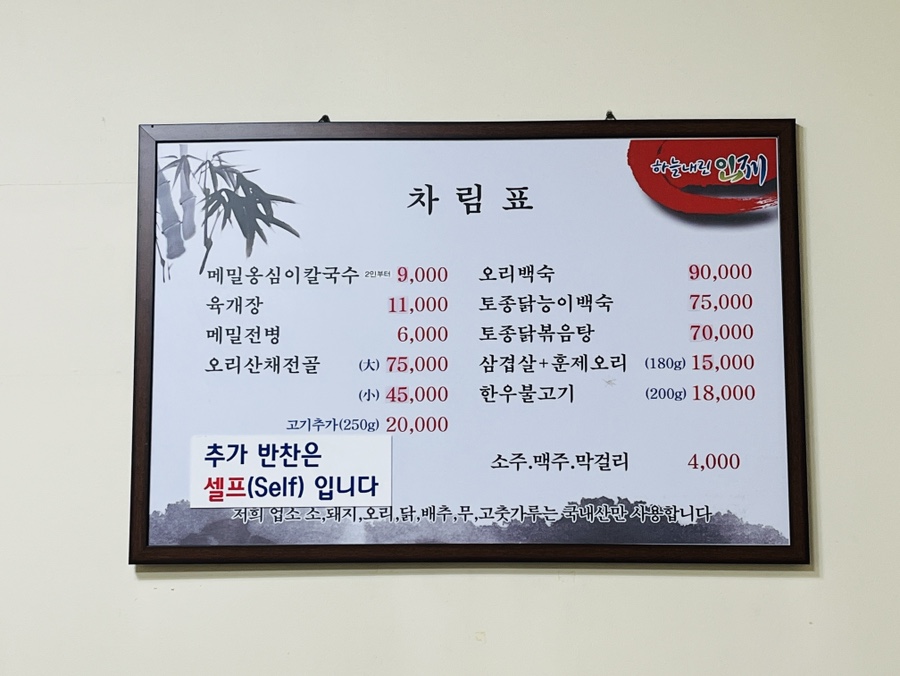 하늘내린 인제
차림표
메밀옹심이칼국수 2인부터 9,000
육개장 11,000
메밀전병 6,000
오리산채전골 (大) 75,000
(小) 45,000
고기추가(250g) 20,000
오리백숙 90,000
토종닭능이백숙 75,000
토종닭볶음탕 70,000
삼겹살+훈제오리 (180g) 15,000
한우불고기 (200g) 18,000
소주.맥주.막걸리 4,000
추가 반찬은
셀프(Self) 입니다
저희 업소 소,돼지,오리,닭,배추,무,고춧가루는 국내산만 사용합니다